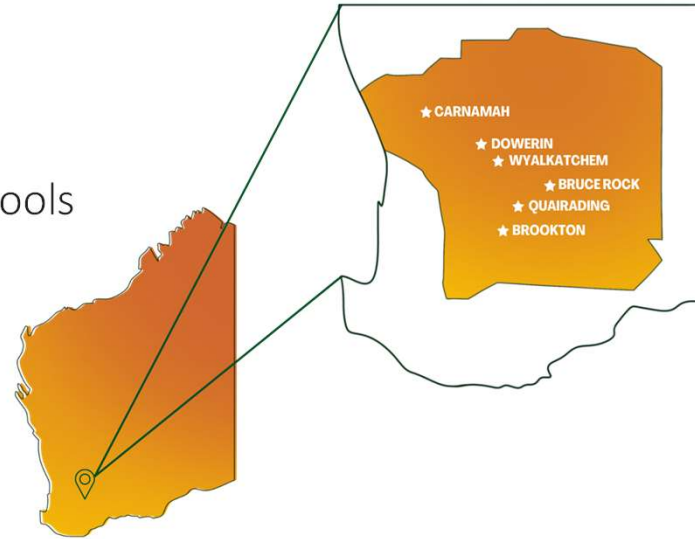 ools
CARNAMAH
DOWERIN
WYALKATCHEM
BRUCE ROCK
QUAIRADING
BROOKTON